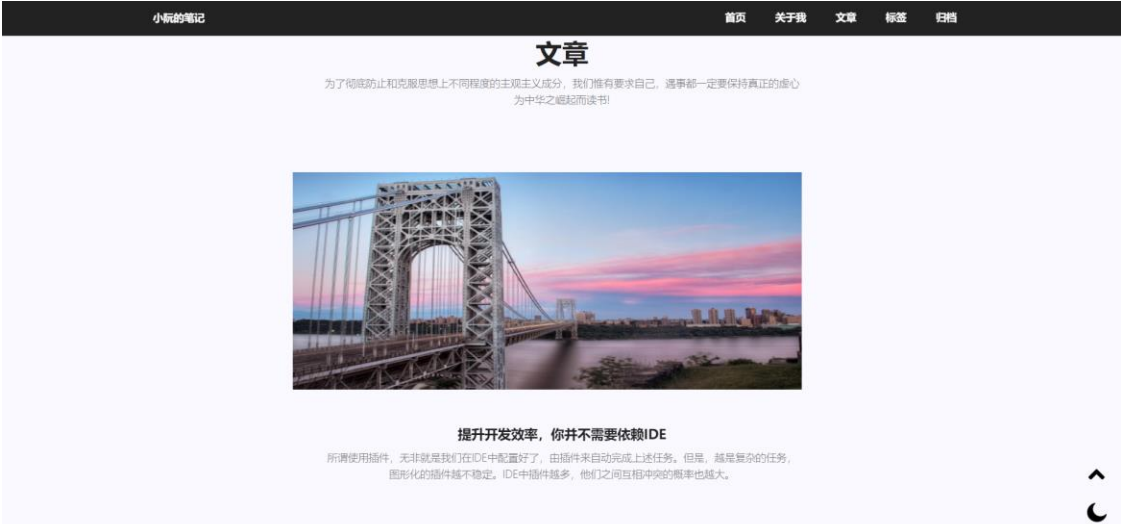 小阮的笔记
首页 关于我 文章 标签 归档
文章
为了彻底防止和克服思想上不同程度的主观主义成分，我们惟有要求自己，遇事都一定要保持真正的虚心
为中华之崛起而读书!
提升开发效率，你并不需要依赖IDE
所谓使用插件，无非就是我们在IDE中配置好了，由插件来自动完成上述任务。但是，越是复杂的任务，
图形化的插件越不稳定。IDE中插件越多，他们之间互相冲突的概率也越大。